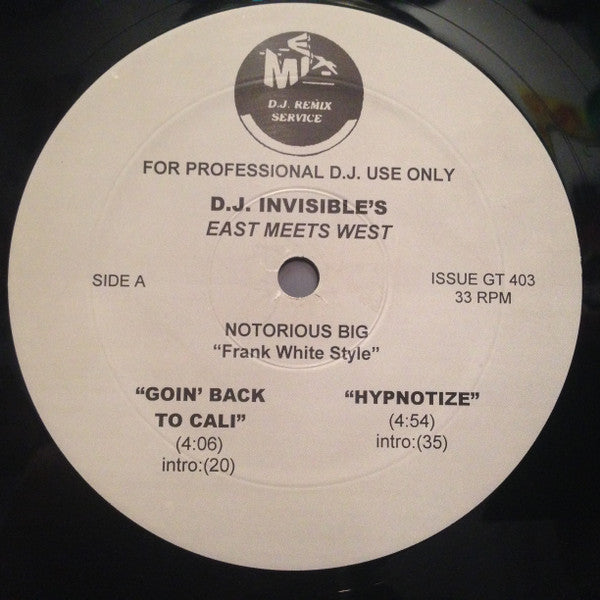 MIX
D.J. REMIX
SERVICE
FOR PROFESSIONAL D.J. USE ONLY
D.J. INVISIBLE'S
EAST MEETS WEST
SIDE A
ISSUE GT 403
33 RPM
NOTORIOUS BIG
“Frank White Style”
“GOIN’ BACK
TO CALI”
(4:06)
intro:(20)
“HYPNOTIZE”
(4:54)
intro:(35)